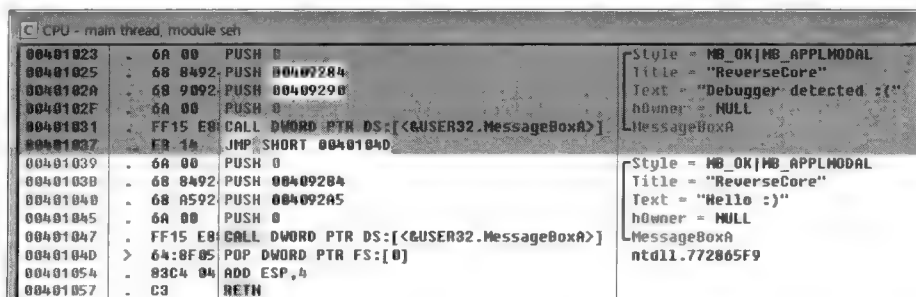 C CPU - main thread, module seh
00401023 . 6A 00 PUSH 0 Style = MB_OK|MB_APPLMODAL
00401025 . 68 8492 PUSH 00409284 Title = "ReverseCore"
0040102A . 68 9092 PUSH 00409290 Text = "Debugger detected :("
0040102F . 6A 00 PUSH 0 hOwner = NULL
00401031 . FF15 E8 CALL DWORD PTR DS:[<&USER32.MessageBoxA>] MessageBoxA
00401037 . EB 14 JMP SHORT 0040104D
00401039 . 6A 00 PUSH 0 Style = MB_OK|MB_APPLMODAL
0040103B . 68 8492 PUSH 00409284 Title = "ReverseCore"
00401040 . 68 A592 PUSH 004092A5 Text = "Hello :)"
00401045 . 6A 00 PUSH 0 hOwner = NULL
00401047 . FF15 E8 CALL DWORD PTR DS:[<&USER32.MessageBoxA>] MessageBoxA
0040104D > 64:8F05 POP DWORD PTR FS:[0] ntdll.772865F9
00401054 . 83C4 04 ADD ESP,4
00401057 . C3 RETN